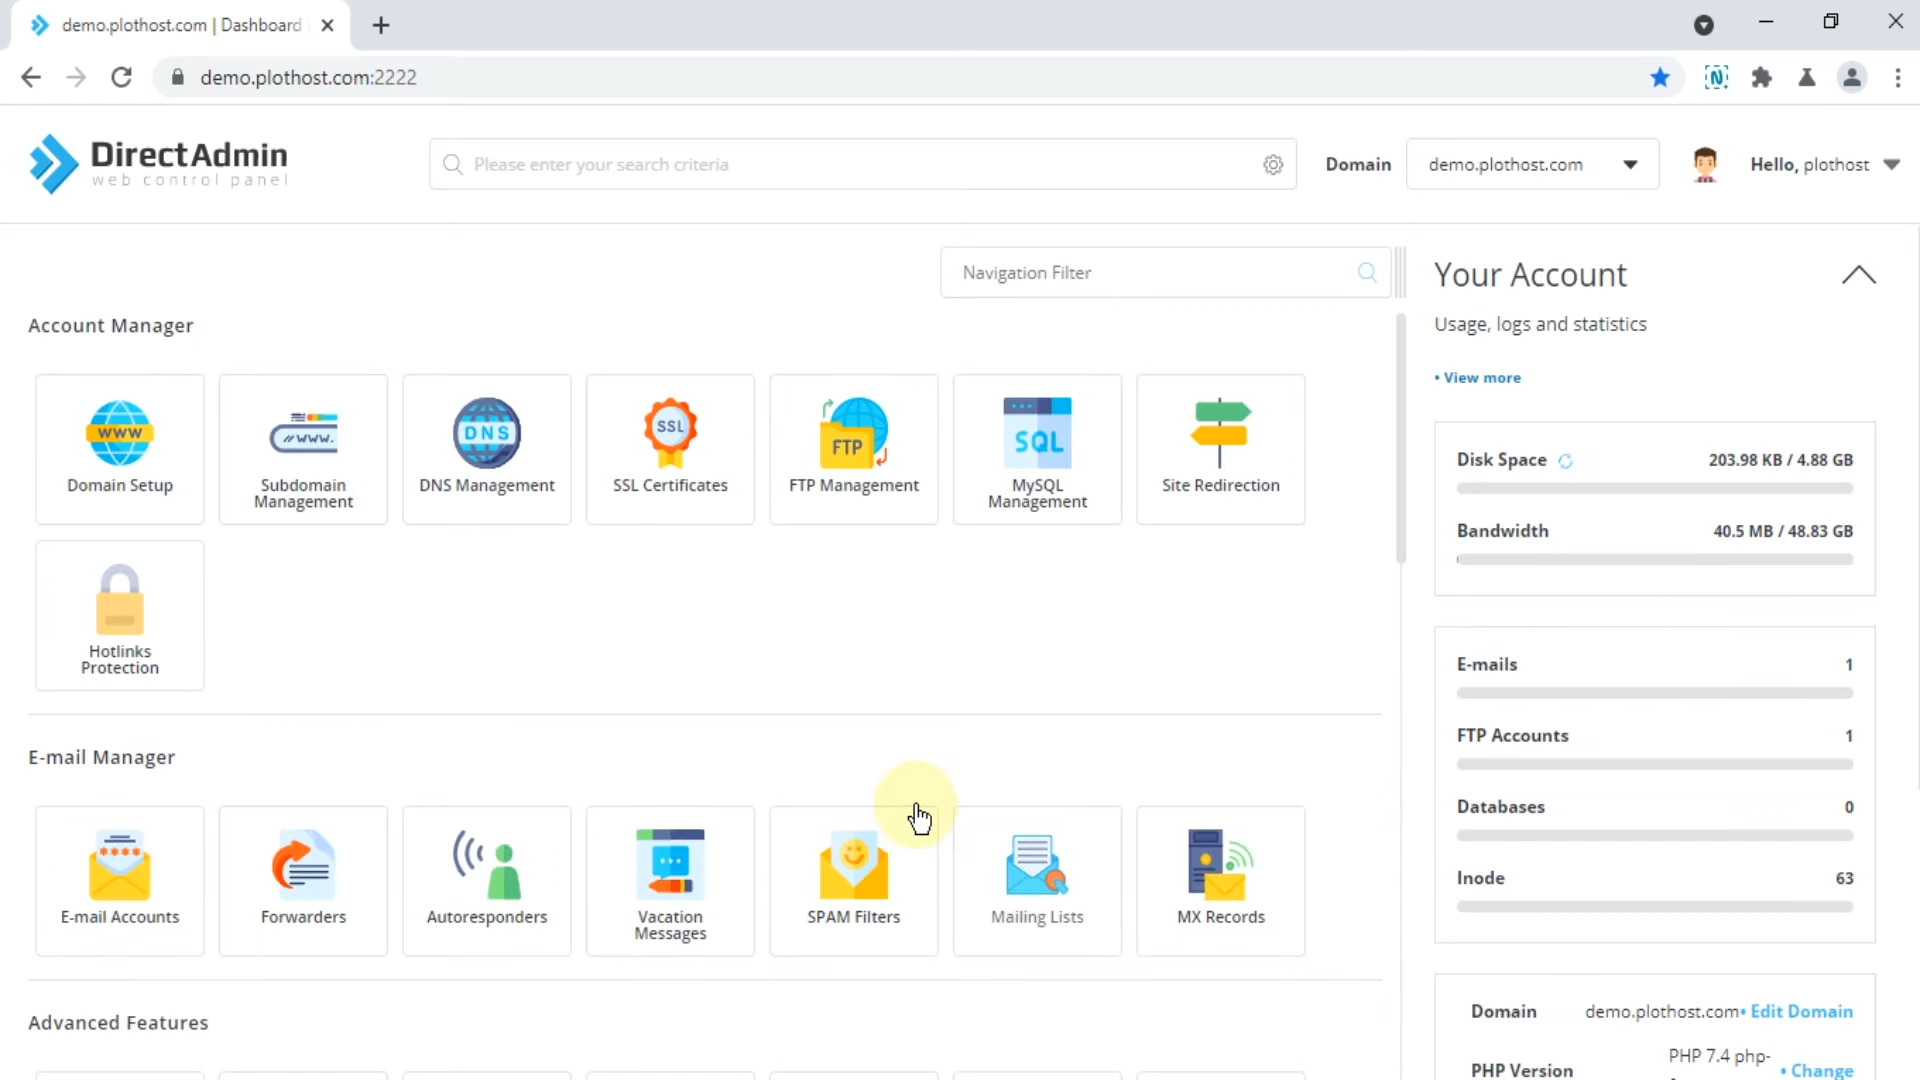 demo.plothost.com | Dashboard
demo.plothost.com:2222
DirectAdmin
web control panel
Please enter your search criteria
Domain
demo.plothost.com
Hello, plothost
Navigation Filter
Account Manager
WWW
Domain Setup
//www.
Subdomain
Management
DNS
DNS Management
SSL
SSL Certificates
FTP
FTP Management
SQL
MySQL
Management
Site Redirection
Hotlinks
Protection
E-mail Manager
****
E-mail Accounts
Forwarders
Autoresponders
Vacation
Messages
SPAM Filters
Mailing Lists
MX Records
Advanced Features
Your Account
Usage, logs and statistics
• View more
Disk Space 203.98 KB / 4.88 GB
Bandwidth 40.5 MB / 48.83 GB
E-mails 1
FTP Accounts 1
Databases 0
Inode 63
Domain demo.plothost.com • Edit Domain
PHP Version PHP 7.4 php- • Change